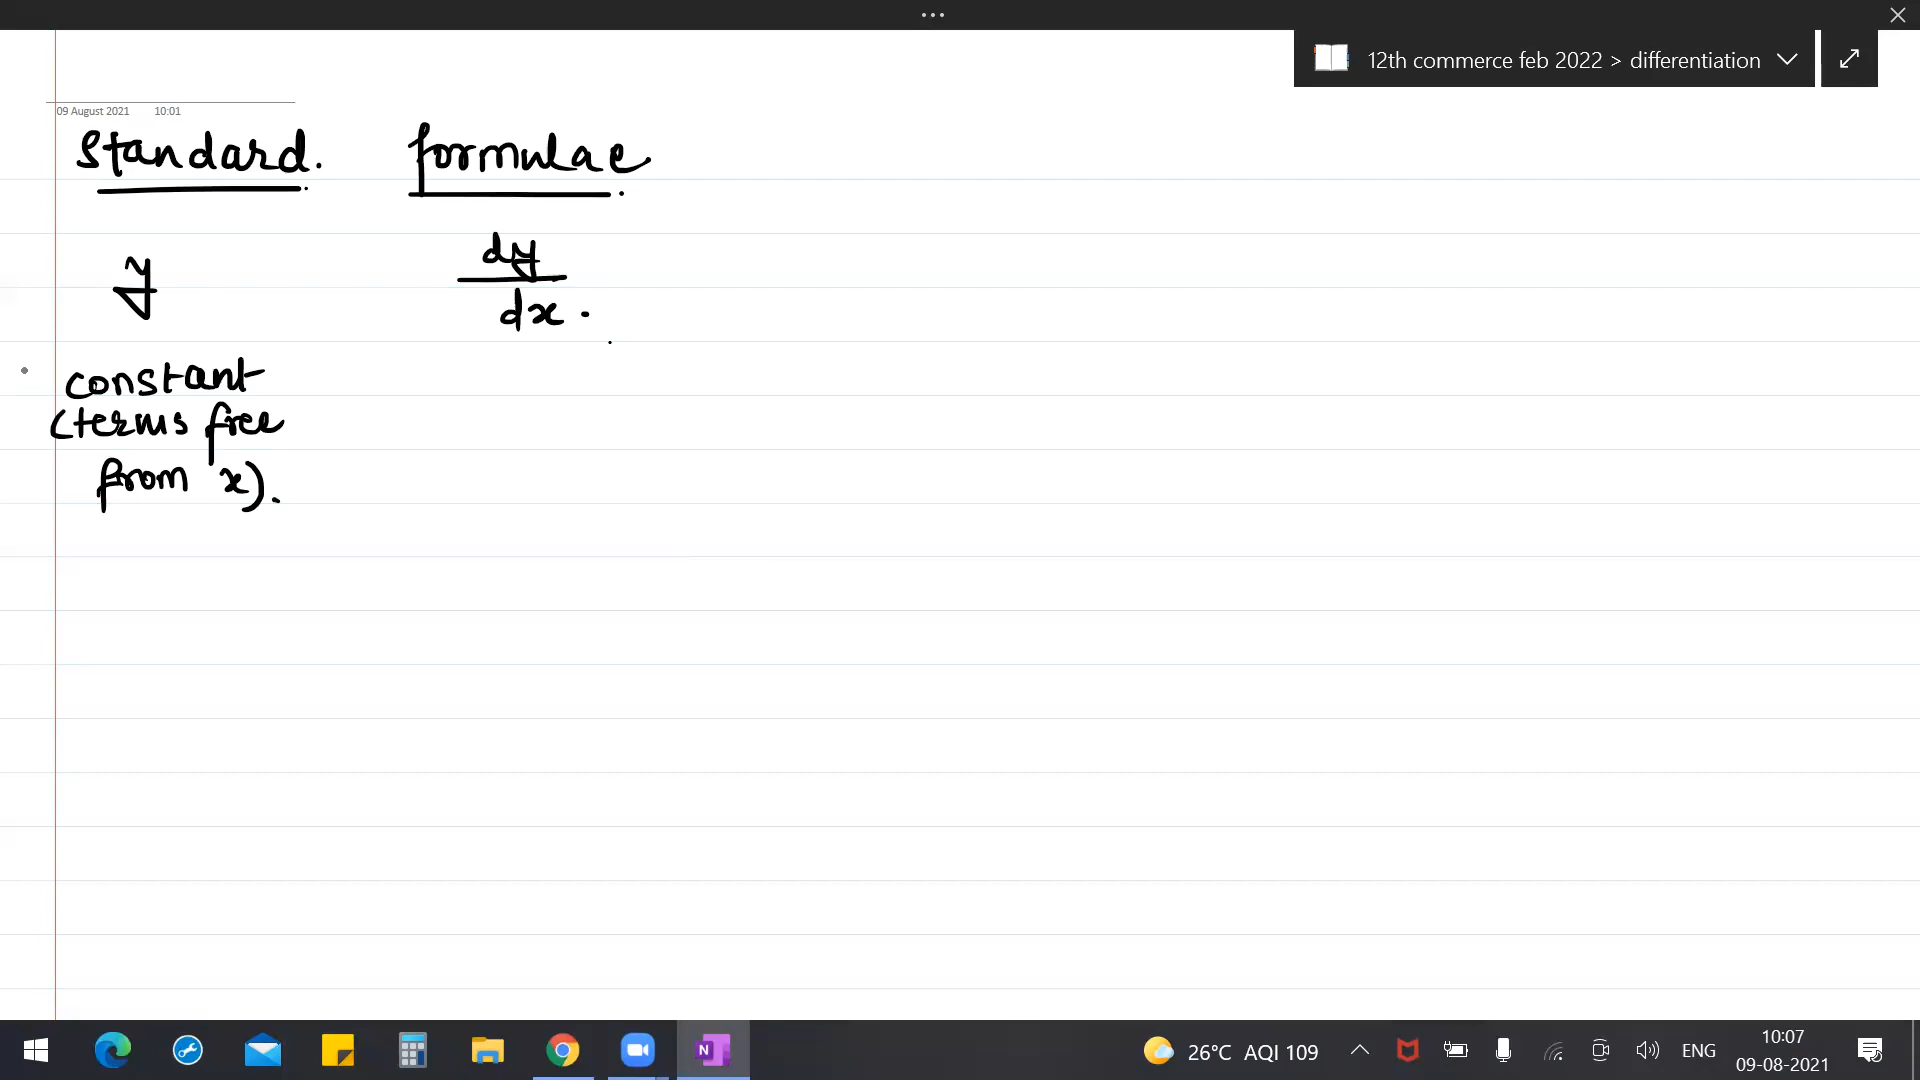 12th commerce feb 2022 > differentiation
09 August 2021 10:01
Standard. formulae
y dy/dx.
constant
(terms free
from x).
26°C AQI 109 ENG 10:07
09-08-2021